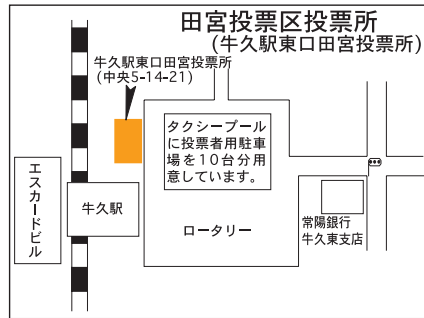 田宮投票区投票所
(牛久駅東口田宮投票所)
牛久駅東口田宮投票所
(中央5-14-21)
タクシープール
に投票者用駐車
場を10台分用
意しています。
エスカードビル
牛久駅
ロータリー
常陽銀行
牛久東支店